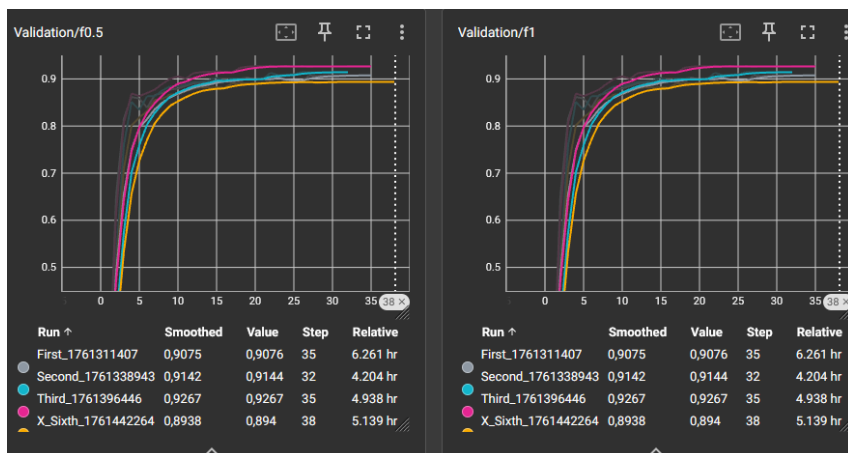 Validation/f0.5
0.9
0.8
0.7
0.6
0.5
0 5 10 15 20 25 30 35 38 ×
Run ↑ Smoothed Value Step Relative
First_1761311407 0,9075 0,9076 35 6.261 hr
Second_1761338943 0,9142 0,9144 32 4.204 hr
Third_1761396446 0,9267 0,9267 35 4.938 hr
X_Sixth_1761442264 0,8938 0,894 38 5.139 hr
Validation/f1
0.9
0.8
0.7
0.6
0.5
0 5 10 15 20 25 30 35 38 ×
Run ↑ Smoothed Value Step Relative
First_1761311407 0,9075 0,9076 35 6.261 hr
Second_1761338943 0,9142 0,9144 32 4.204 hr
Third_1761396446 0,9267 0,9267 35 4.938 hr
X_Sixth_1761442264 0,8938 0,894 38 5.139 hr